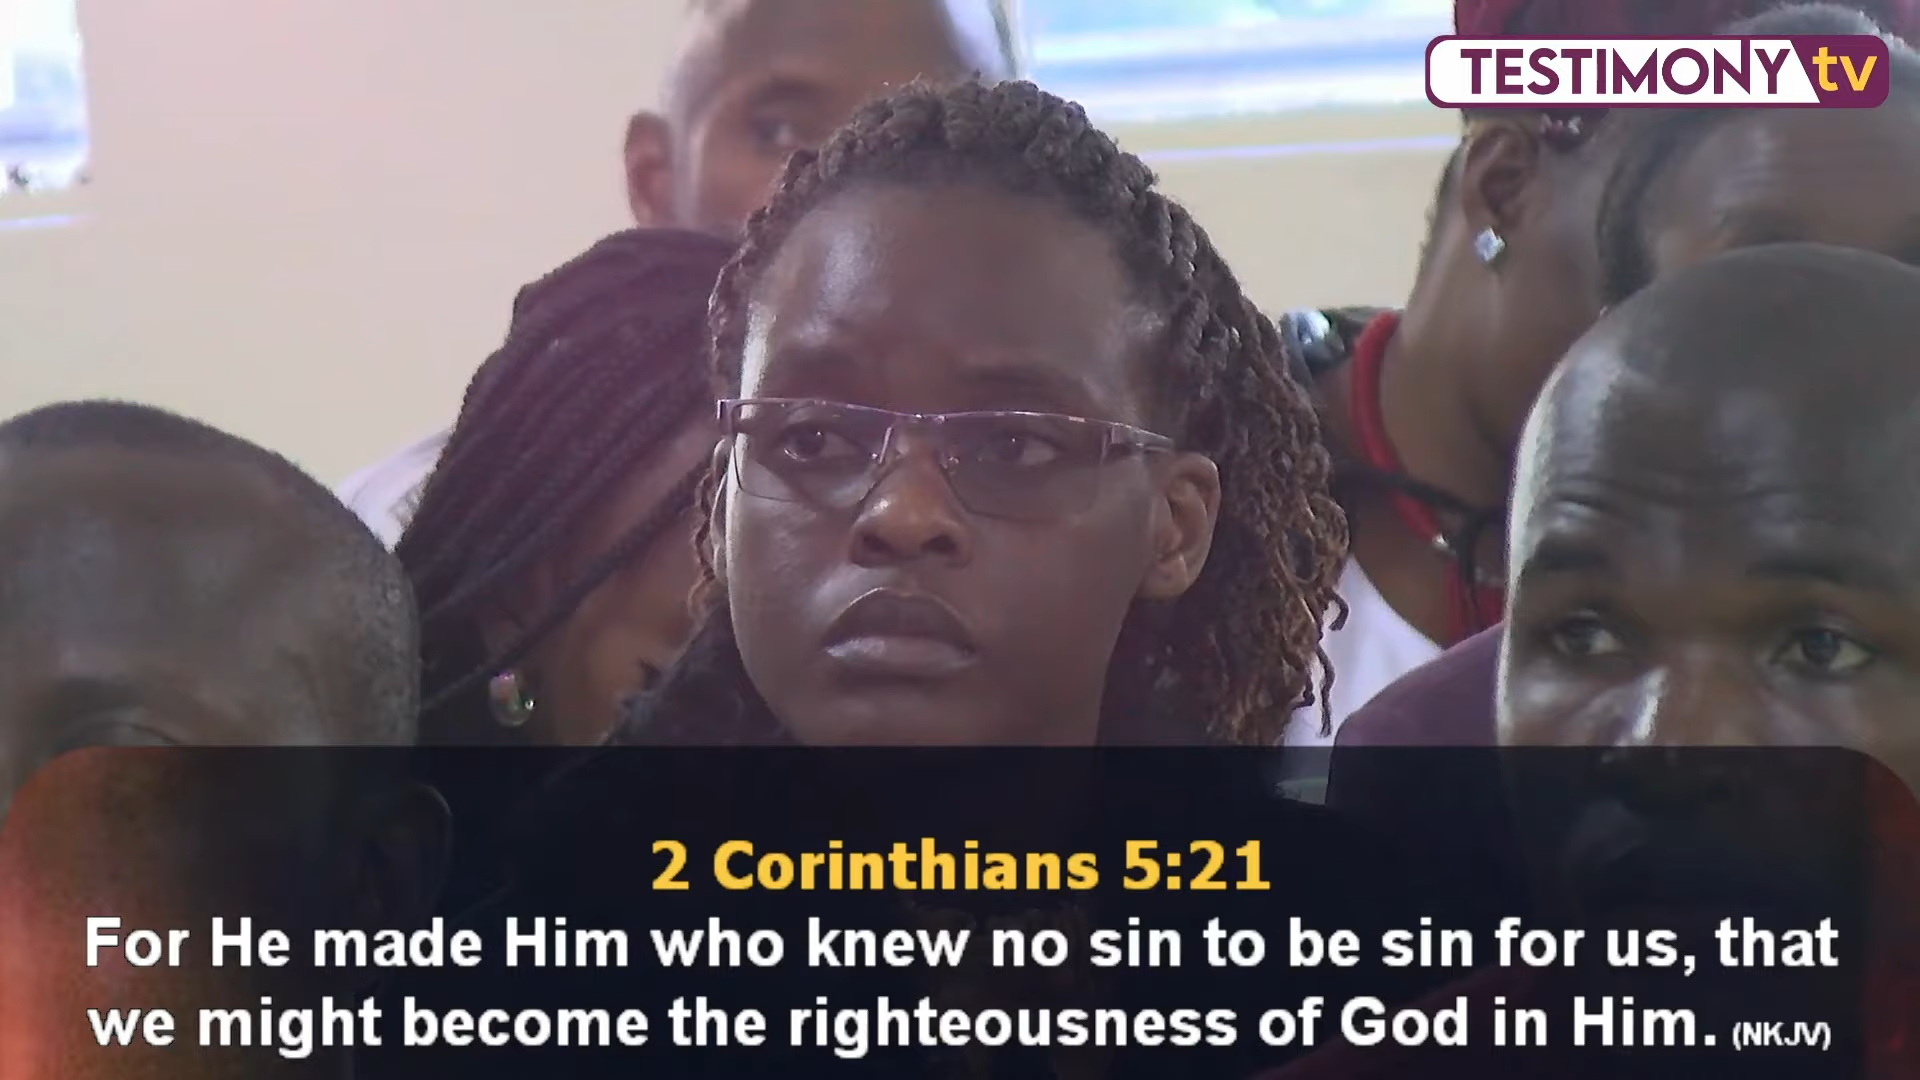 TESTIMONY tv
2 Corinthians 5:21
For He made Him who knew no sin to be sin for us, that
we might become the righteousness of God in Him. (NKJV)